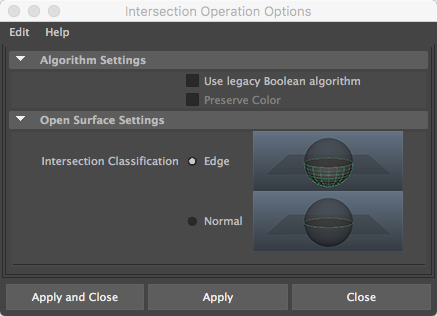 Intersection Operation Options
Edit Help
Algorithm Settings
Use legacy Boolean algorithm
Preserve Color
Open Surface Settings
Intersection Classification Edge
Normal
Apply and Close Apply Close